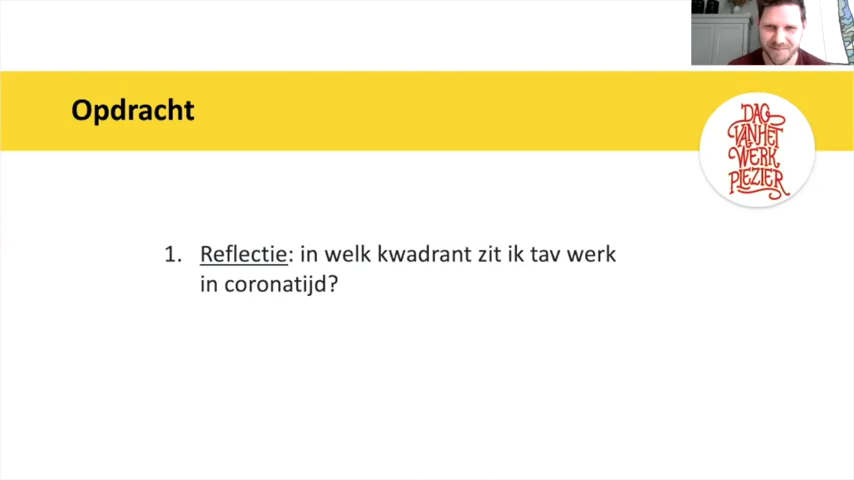 Opdracht
DAG
VAN HET
WERK
PLEZIER
1. Reflectie: in welk kwadrant zit ik tav werk
in coronatijd?